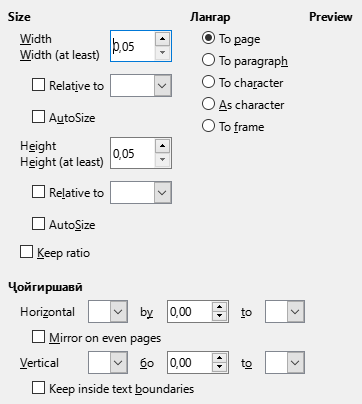 Size Лангар Preview
Width
Width (at least)
0,05
To page
To paragraph
Relative to
To character
AutoSize
As character
To frame
Height
Height (at least)
0,05
Relative to
AutoSize
Keep ratio
Ҷойгиршавӣ
Horizontal by 0,00 to
Mirror on even pages
Vertical бо 0,00 to
Keep inside text boundaries